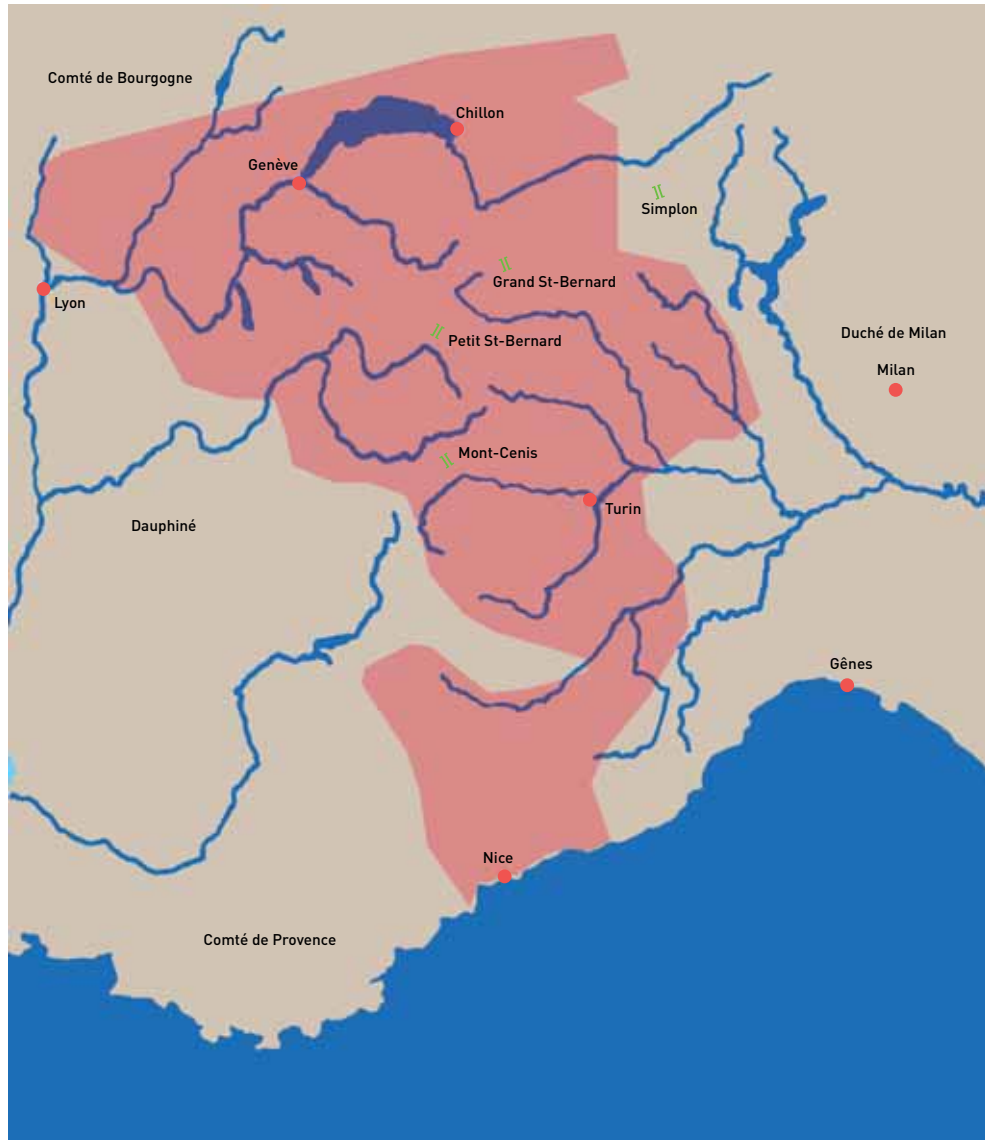 Comté de Bourgogne
Chillon
Genève
Simplon
Grand St-Bernard
Lyon
Duché de Milan
Petit St-Bernard
Milan
Mont-Cenis
Turin
Dauphiné
Gênes
Nice
Comté de Provence